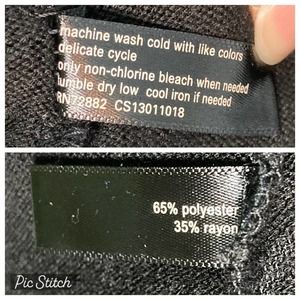 machine wash cold with like colors
delicate cycle
only non-chlorine bleach when needed
tumble dry low cool iron if needed
RN72882 CS13011018
65% polyester
35% rayon
Pic Stitch